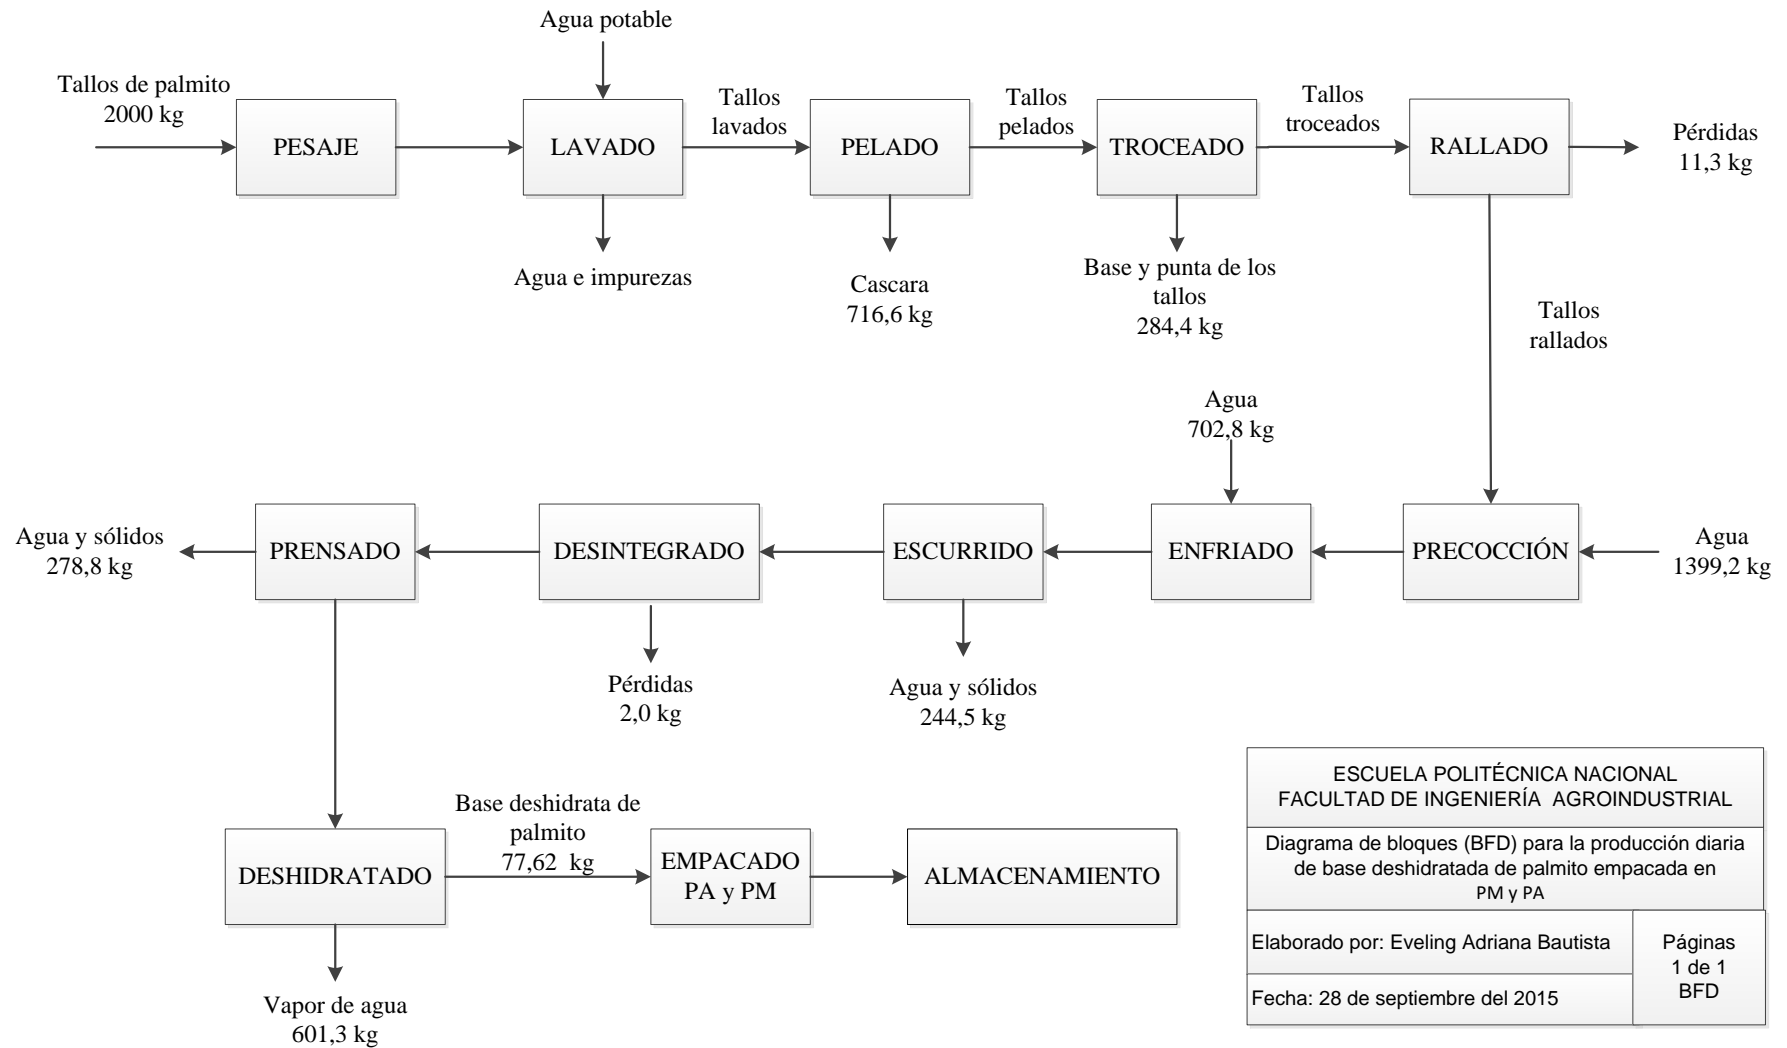 Agua potable
Tallos de palmito
2000 kg
PESAJE
LAVADO
Tallos
lavados
PELADO
Tallos
pelados
TROCEADO
Tallos
troceados
RALLADO
Pérdidas
11,3 kg
Agua e impurezas
Cascara
716,6 kg
Base y punta de los
tallos
284,4 kg
Tallos
rallados
Agua
702,8 kg
Agua y sólidos
278,8 kg
PRENSADO
DESINTEGRADO
ESCURRIDO
ENFRIADO
PRECOCCIÓN
Agua
1399,2 kg
Pérdidas
2,0 kg
Agua y sólidos
244,5 kg
DESHIDRATADO
Base deshidrata de
palmito
77,62 kg
EMPACADO
PA y PM
ALMACENAMIENTO
Vapor de agua
601,3 kg
ESCUELA POLITÉCNICA NACIONAL
FACULTAD DE INGENIERÍA AGROINDUSTRIAL
Diagrama de bloques (BFD) para la producción diaria
de base deshidratada de palmito empacada en
PM y PA
Elaborado por: Eveling Adriana Bautista
Fecha: 28 de septiembre del 2015
Páginas
1 de 1
BFD